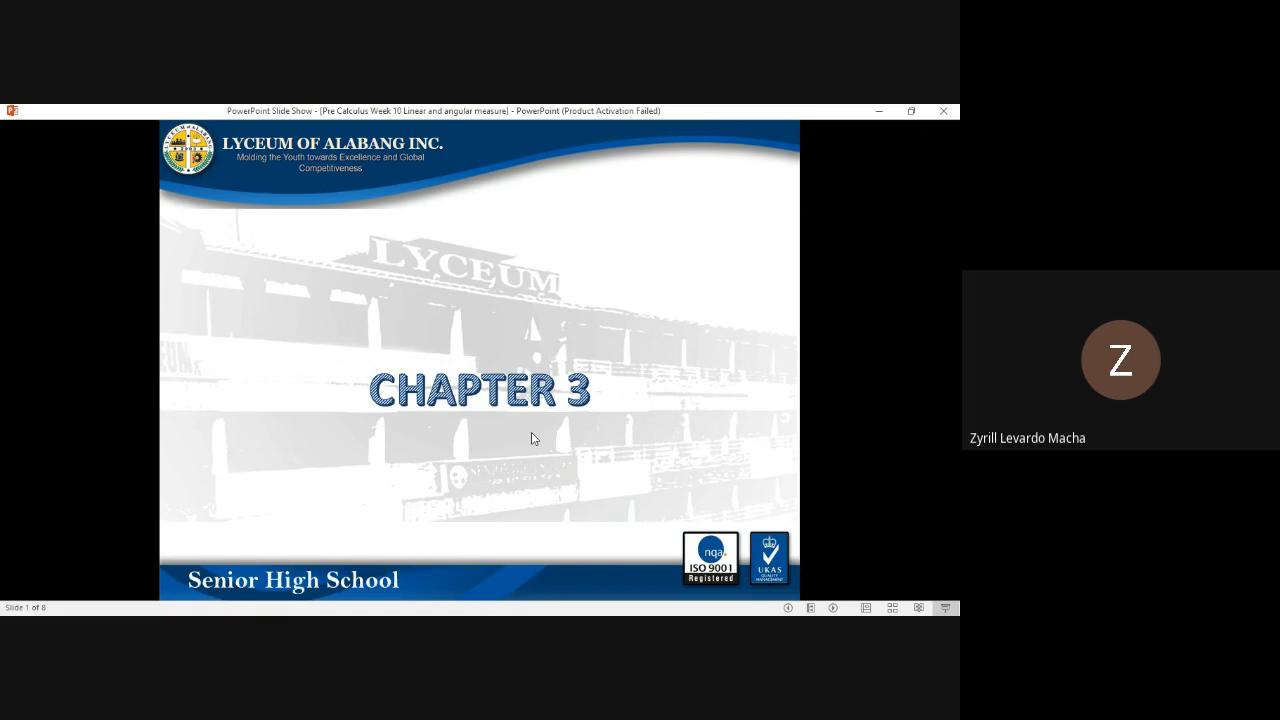 PowerPoint Slide Show - [Pre Calculus Week 10 Linear and angular measure] - PowerPoint (Product Activation Failed)
LYCEUM OF ALABANG INC.
Molding the Youth towards Excellence and Global
Competitiveness
LYCEUM
CHAPTER 3
Z
Zyrill Levardo Macha
nqa.
ISO 9001
Registered
UKAS
QUALITY
MANAGEMENT
Senior High School
Slide 1 of 8